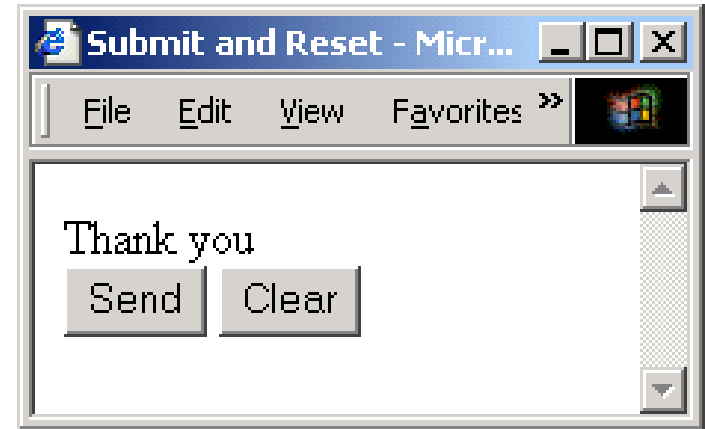 Submit and Reset - Micr...
File Edit View Favorites »
Thank you
Send Clear